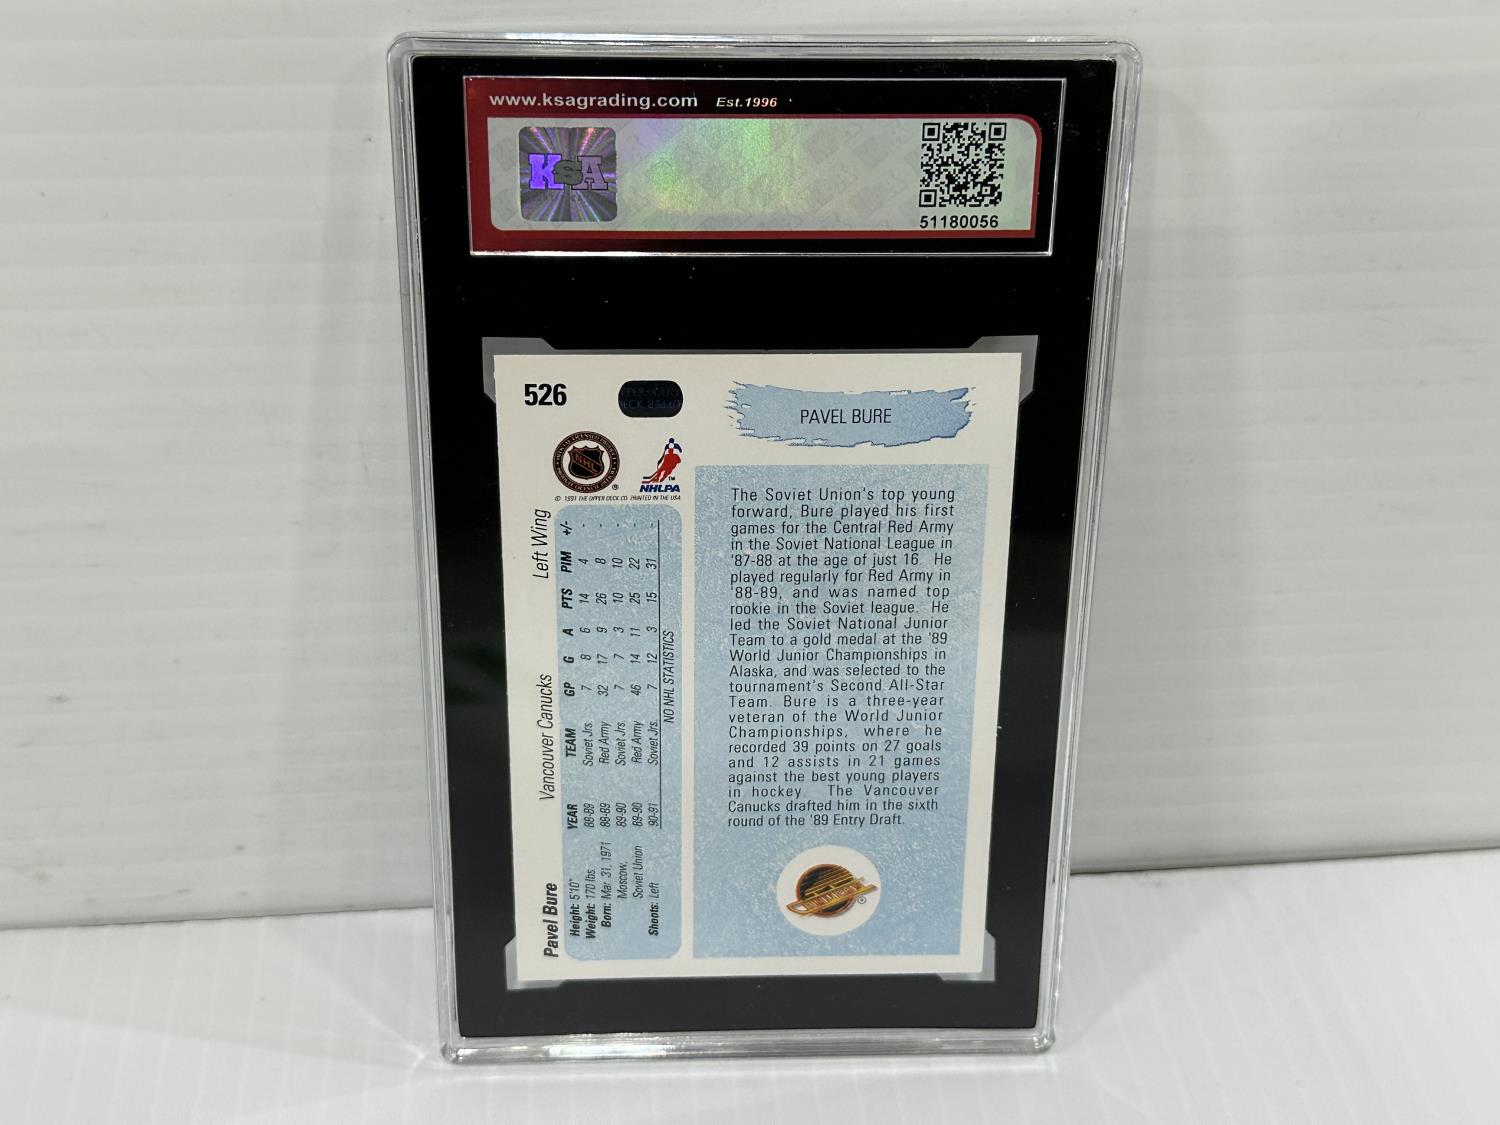 www.ksagrading.com Est.1996
KSA
51180056
526
PAVEL BURE
NHL
NHLPA
© 1991 THE UPPER DECK CO. PRINTED IN THE USA
Pavel Bure Vancouver Canucks Left Wing
Height: 5'10"
Weight: 170 lbs.
Born: Mar. 31, 1971
Moscow,
Soviet Union
Shoots: Left
YEAR TEAM GP G A PTS PIM +/-
88-89 Soviet Jrs. 7 8 6 14 4 -
88-89 Red Army 32 17 9 26 8 -
89-90 Soviet Jrs. 7 7 3 10 10 -
89-90 Red Army 46 14 11 25 22 -
90-91 Soviet Jrs. 7 12 3 15 31 -
NO NHL STATISTICS
The Soviet Union's top young
forward, Bure played his first
games for the Central Red Army
in the Soviet National League in
'87-88 at the age of just 16. He
played regularly for Red Army in
'88-89, and was named top
rookie in the Soviet league. He
led the Soviet National Junior
Team to a gold medal at the '89
World Junior Championships in
Alaska, and was selected to the
tournament's Second All-Star
Team. Bure is a three-year
veteran of the World Junior
Championships, where he
recorded 39 points on 27 goals
and 12 assists in 21 games
against the best young players
in hockey. The Vancouver
Canucks drafted him in the sixth
round of the '89 Entry Draft.